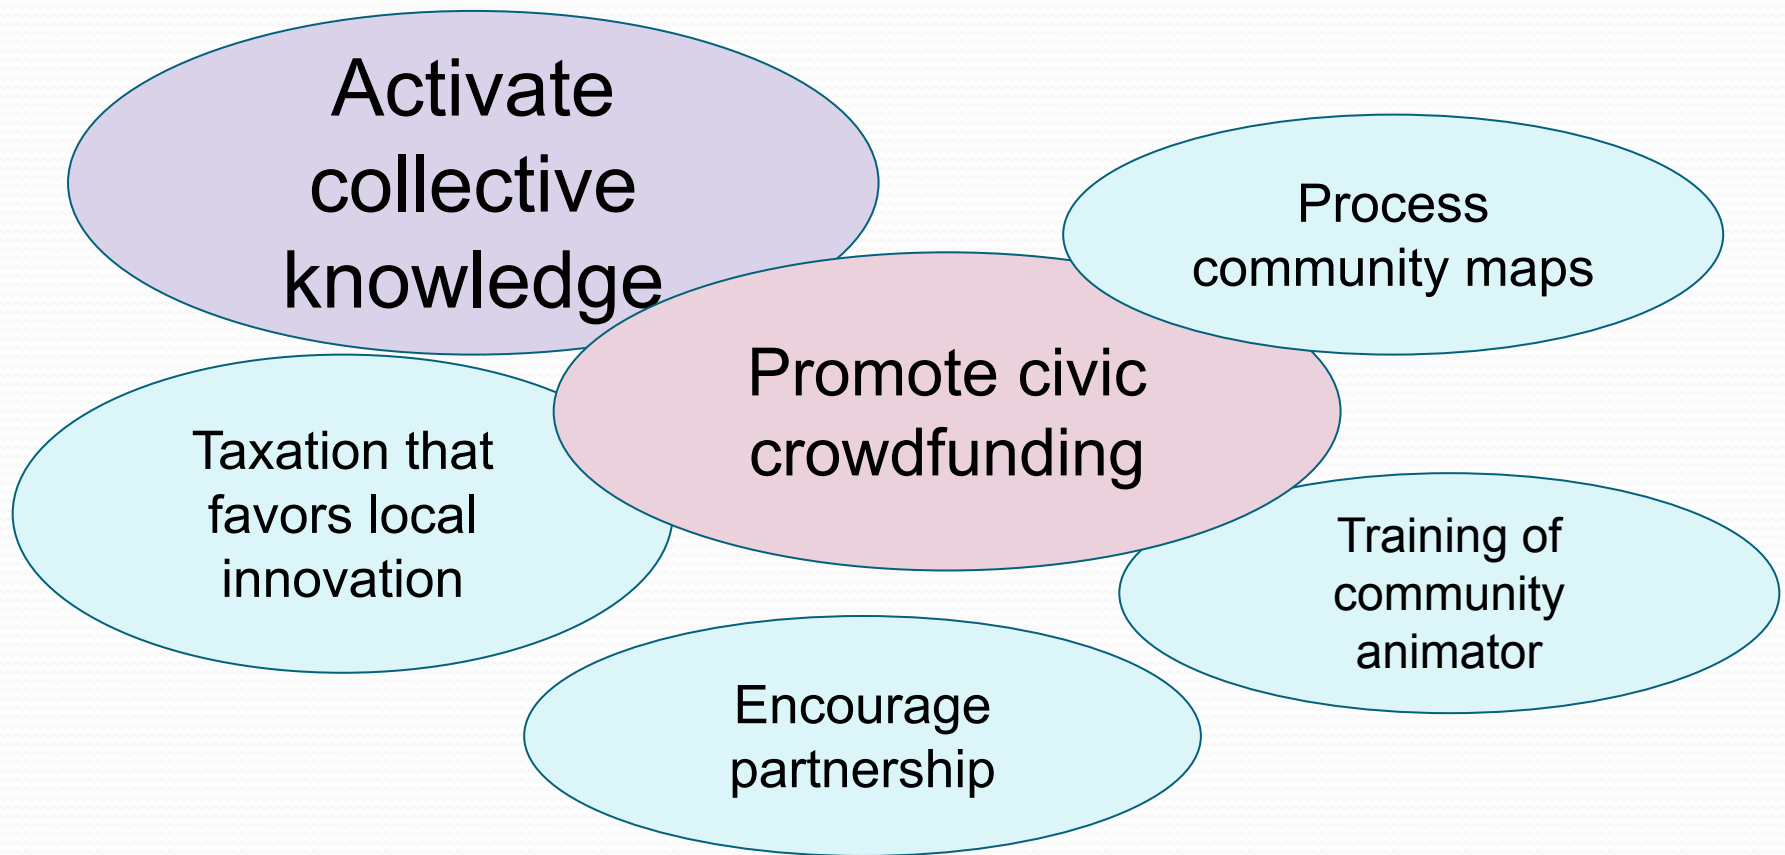 Activate
collective
knowledge
Process
community maps
Promote civic
crowdfunding
Taxation that
favors local
innovation
Training of
community
animator
Encourage
partnership